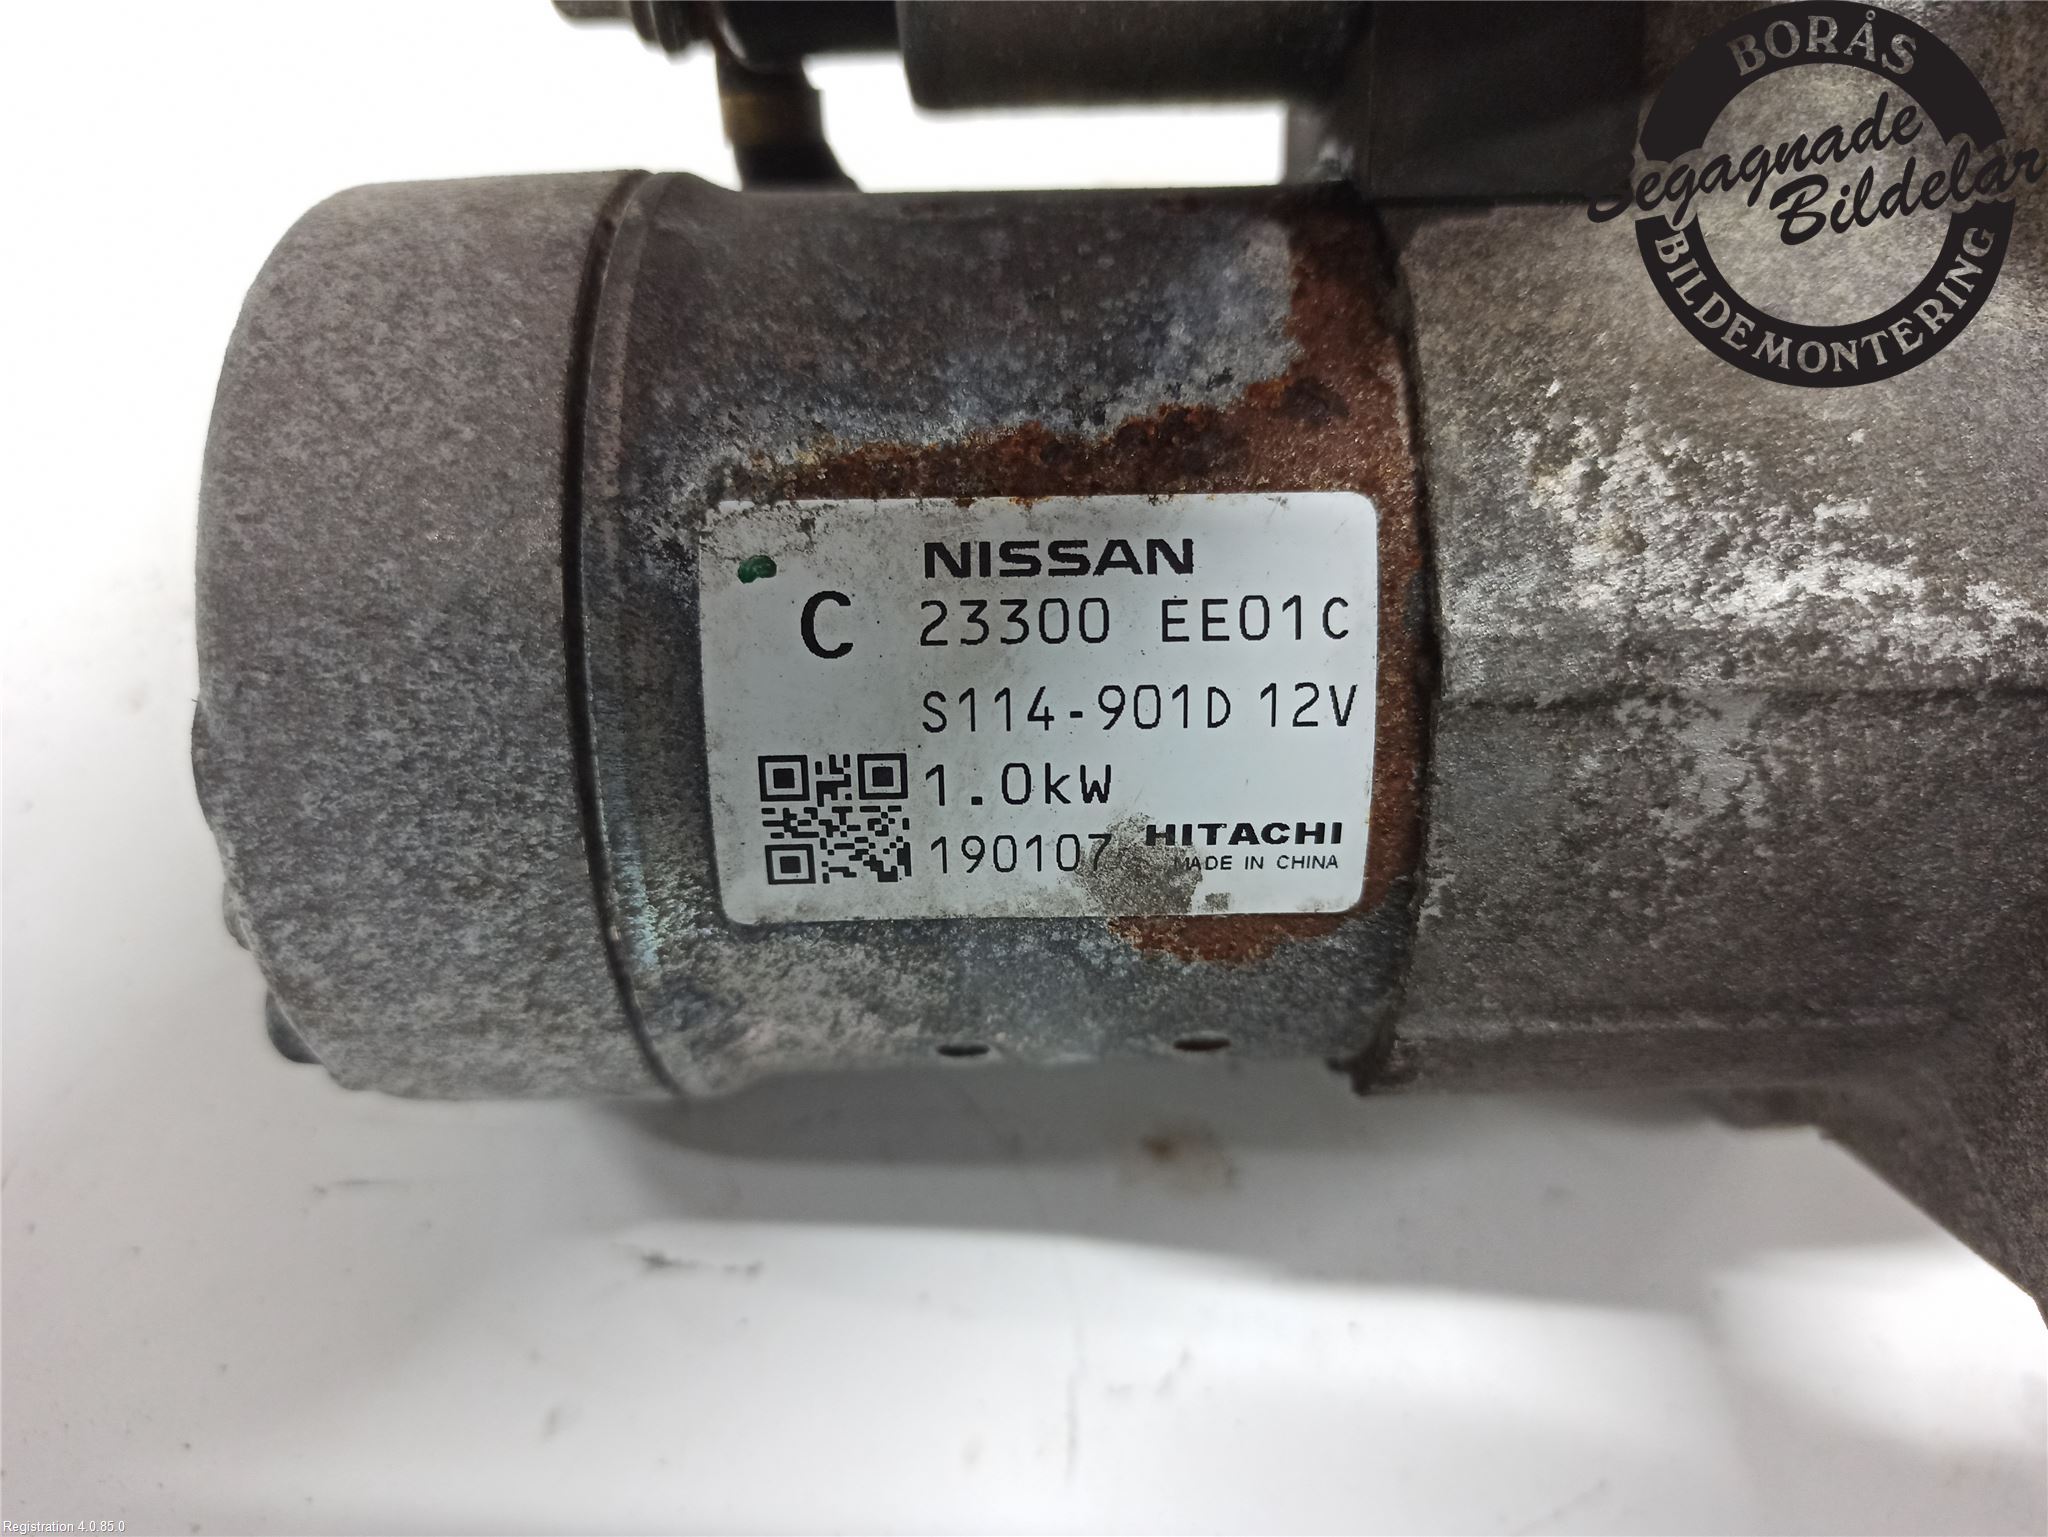 BORÅS
Begagnade
Bildelar
BILDEMONTERING
NISSAN
C 23300 EE01C
S114-901D 12V
1.0kW
190107 HITACHI
MADE IN CHINA
Registration 4.0.85.0